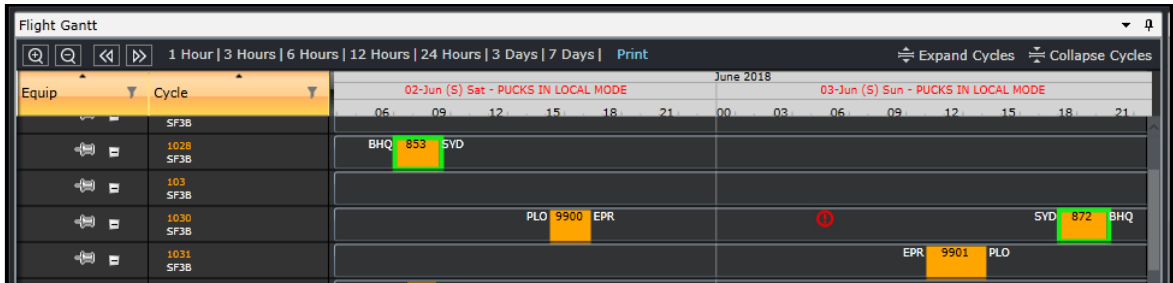 Flight Gantt
1 Hour | 3 Hours | 6 Hours | 12 Hours | 24 Hours | 3 Days | 7 Days | Print Expand Cycles Collapse Cycles
June 2018
Equip Cycle 02-Jun (S) Sat - PUCKS IN LOCAL MODE 03-Jun (S) Sun - PUCKS IN LOCAL MODE
06 09 12 15 18 21 00 03 06 09 12 15 18 21
SF3B
1028 BHQ 853 SYD
SF3B
103
SF3B
1030 PLO 9900 EPR SYD 872 BHQ
SF3B
1031 EPR 9901 PLO
SF3B